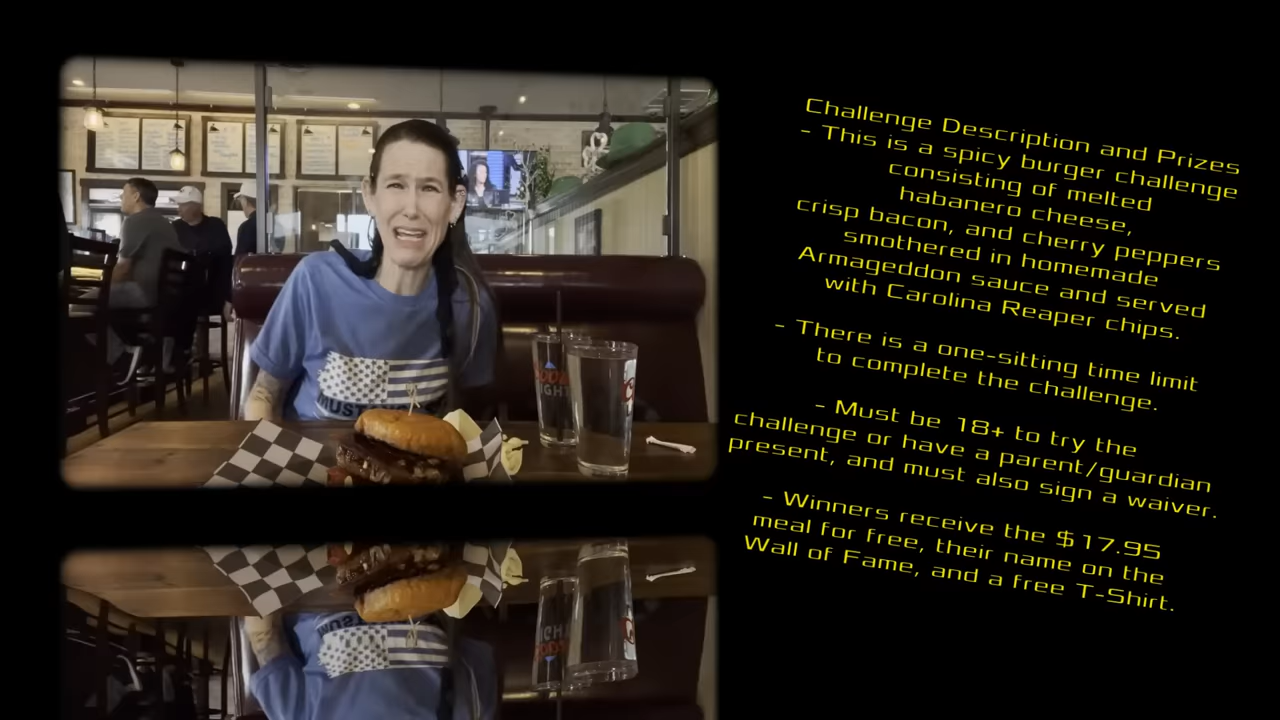 Challenge Description and Prizes
- This is a spicy burger challenge
consisting of melted
habanero cheese,
crisp bacon, and cherry peppers
smothered in homemade
Armageddon sauce and served
with Carolina Reaper chips.
- There is a one-sitting time limit
to complete the challenge.
- Must be 18+ to try the
challenge or have a parent/guardian
present, and must also sign a waiver.
- Winners receive the $17.95
meal for free, their name on the
Wall of Fame, and a free T-Shirt.